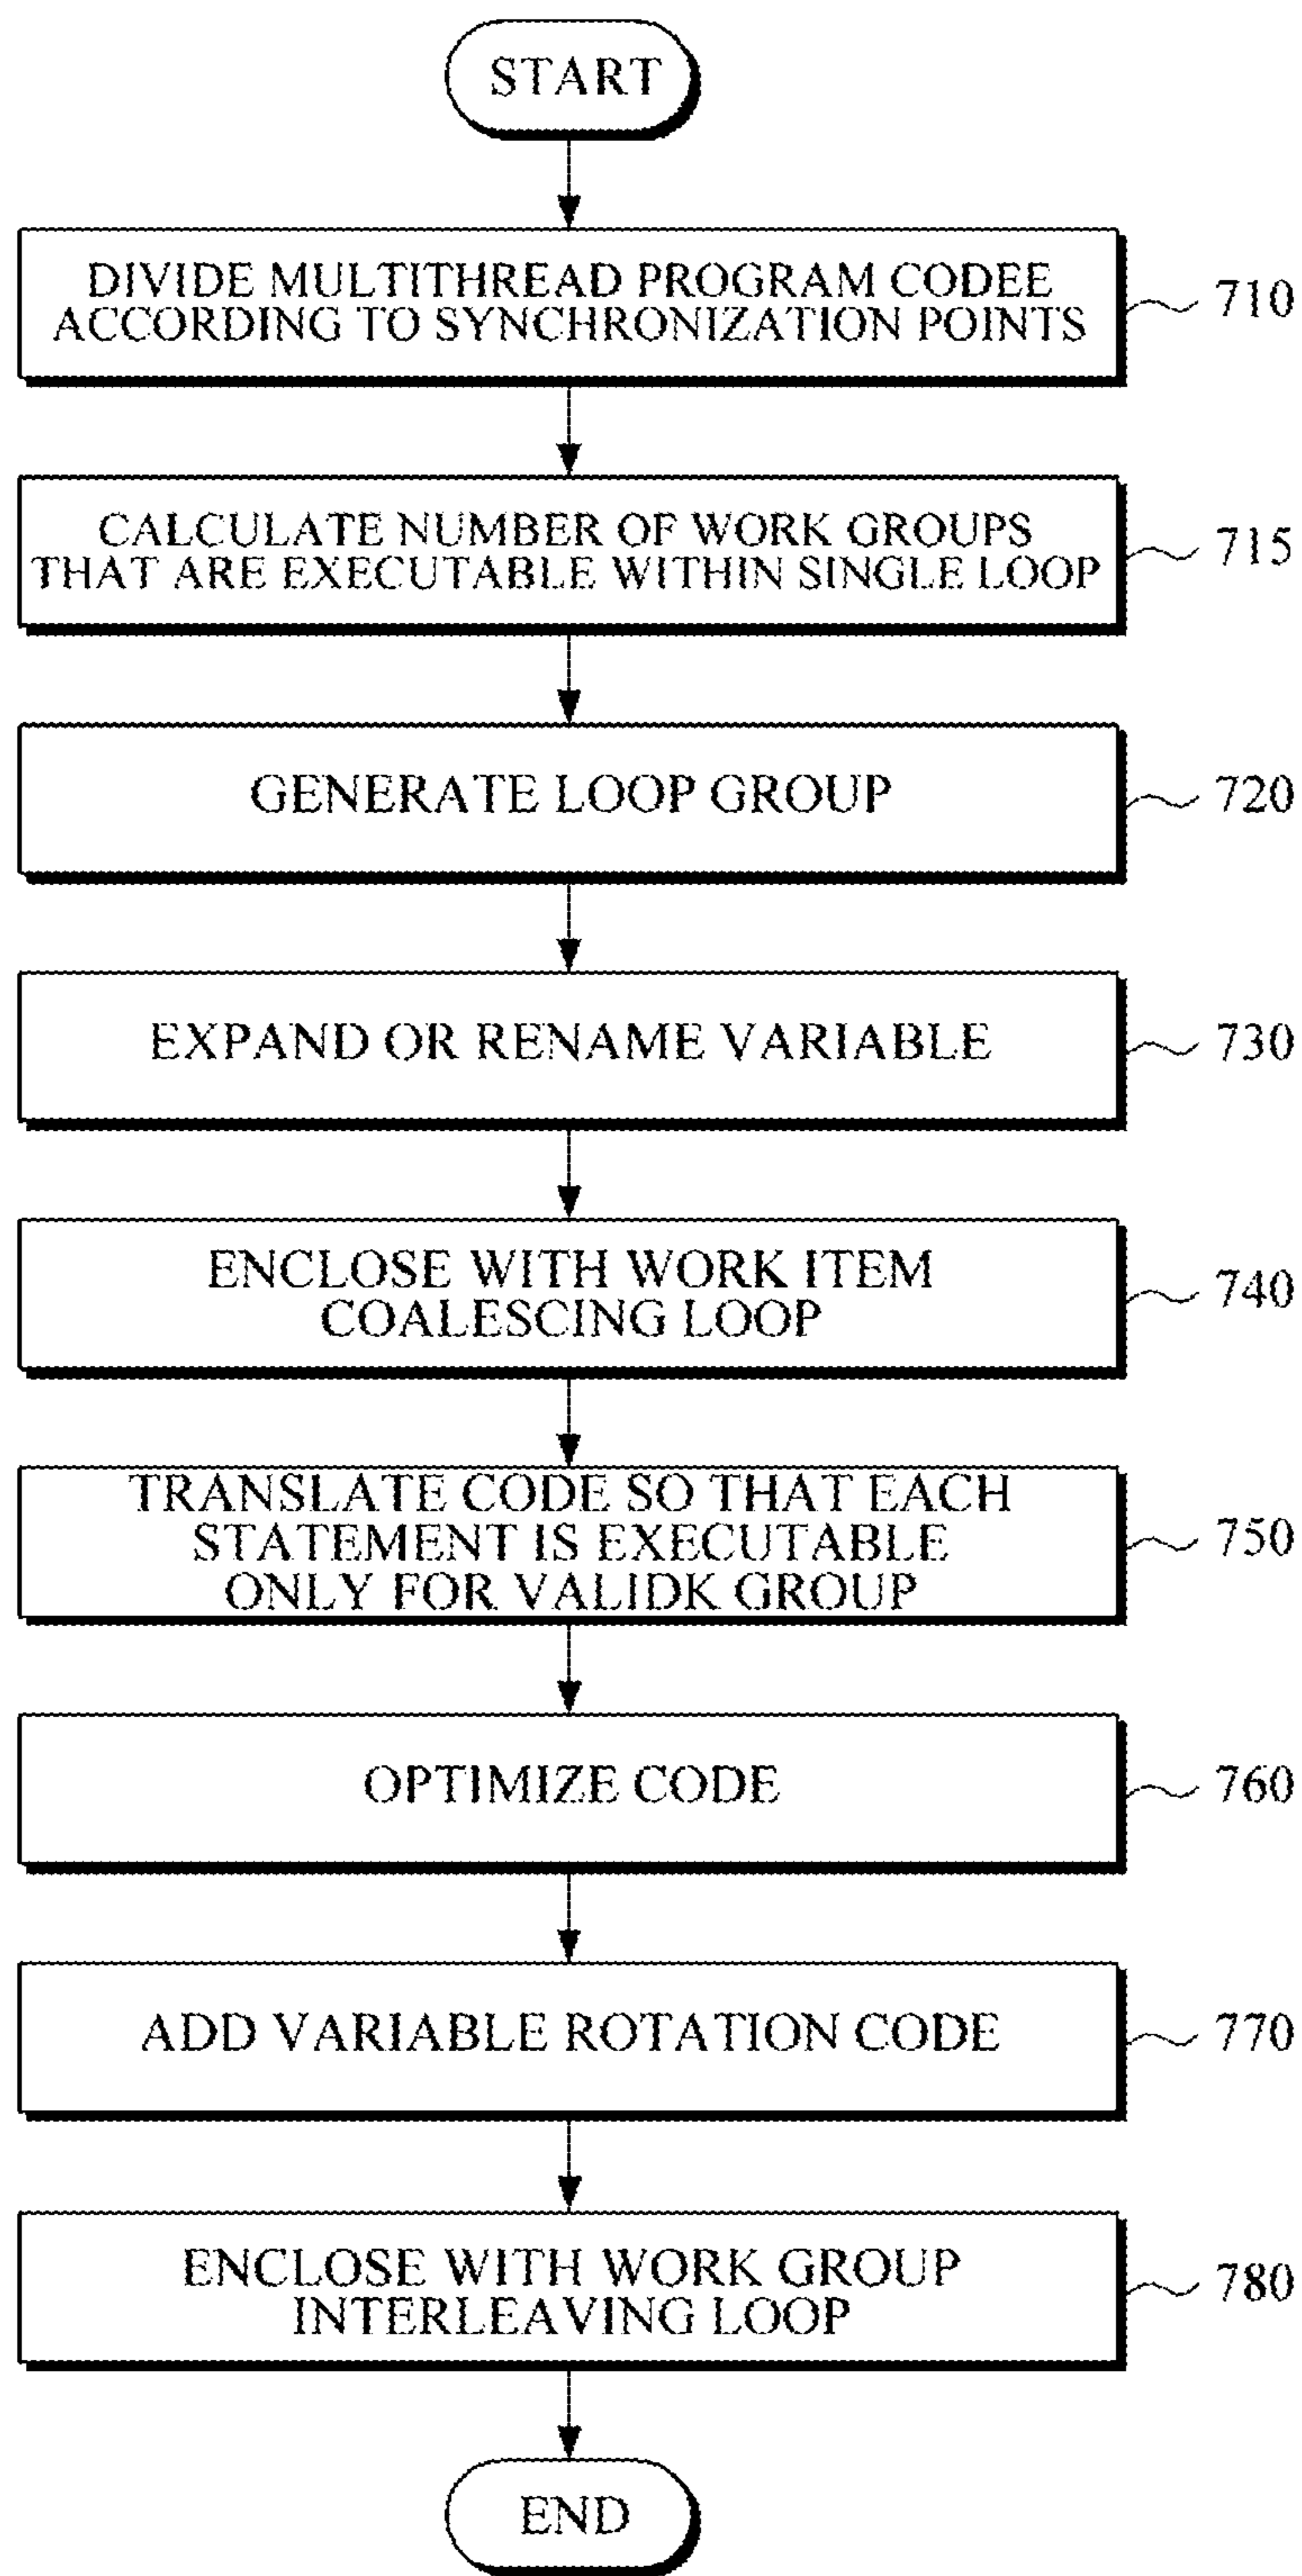 START
DIVIDE MULTITHREAD PROGRAM CODEE
ACCORDING TO SYNCHRONIZATION POINTS
710
CALCULATE NUMBER OF WORK GROUPS
THAT ARE EXECUTABLE WITHIN SINGLE LOOP
715
GENERATE LOOP GROUP
720
EXPAND OR RENAME VARIABLE
730
ENCLOSE WITH WORK ITEM
COALESCING LOOP
740
TRANSLATE CODE SO THAT EACH
STATEMENT IS EXECUTABLE
ONLY FOR VALIDK GROUP
750
OPTIMIZE CODE
760
ADD VARIABLE ROTATION CODE
770
ENCLOSE WITH WORK GROUP
INTERLEAVING LOOP
780
END